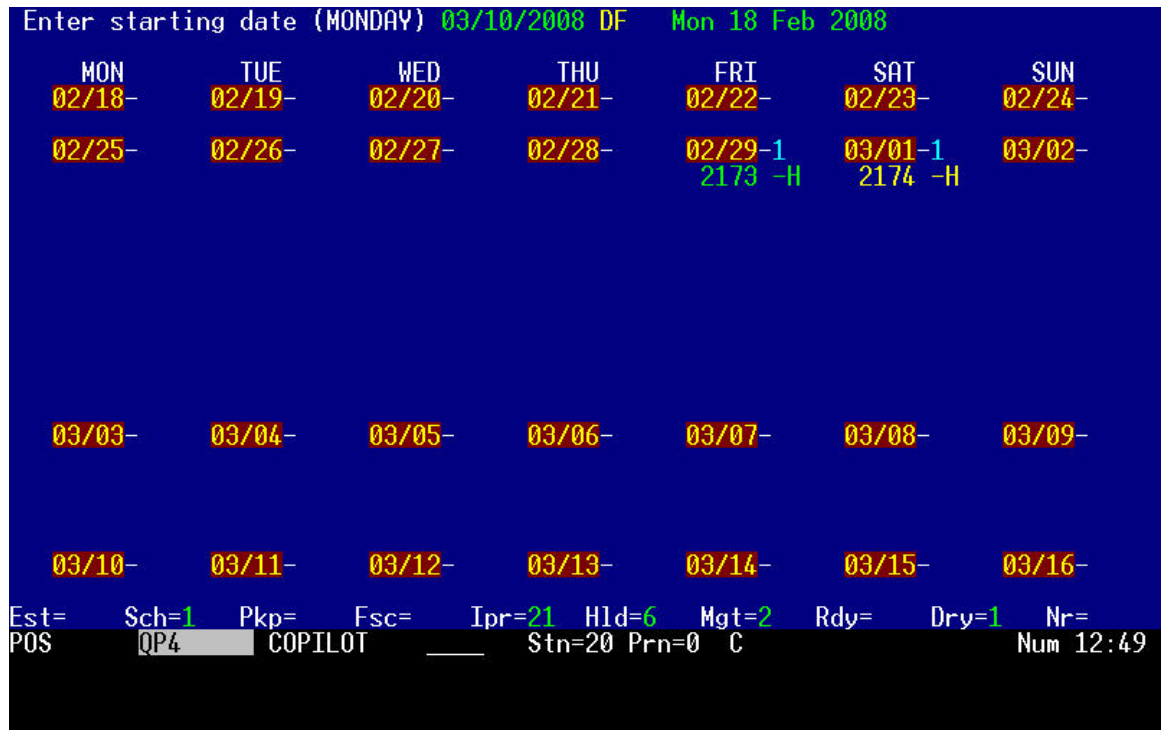 Enter starting date (MONDAY) 03/10/2008 DF Mon 18 Feb 2008
MON TUE WED THU FRI SAT SUN
02/18- 02/19- 02/20- 02/21- 02/22- 02/23- 02/24-
02/25- 02/26- 02/27- 02/28- 02/29-1 03/01-1 03/02-
2173 -H 2174 -H
03/03- 03/04- 03/05- 03/06- 03/07- 03/08- 03/09-
03/10- 03/11- 03/12- 03/13- 03/14- 03/15- 03/16-
Est= Sch=1 Pkp= Fsc= Ipr=21 Hld=6 Mgt=2 Rdy= Dry=1 Nr=
POS QP4 COPILOT ____ Stn=20 Prn=0 C Num 12:49